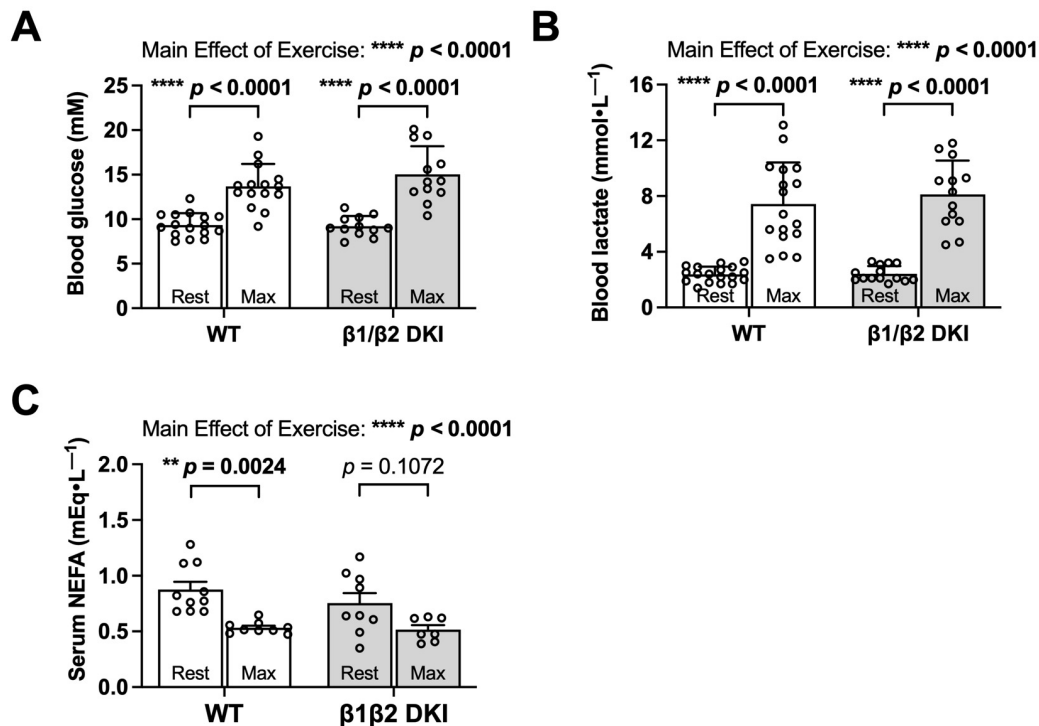 A
Main Effect of Exercise: **** p < 0.0001
**** p < 0.0001
**** p < 0.0001
Blood glucose (mM)
25
20
15
10
5
0
Rest
Max
Rest
Max
WT
β1/β2 DKI
B
Main Effect of Exercise: **** p < 0.0001
**** p < 0.0001
**** p < 0.0001
Blood lactate (mmol•L—1)
16
12
8
4
0
Rest
Max
Rest
Max
WT
β1/β2 DKI
C
Main Effect of Exercise: **** p < 0.0001
** p = 0.0024
p = 0.1072
Serum NEFA (mEq•L—1)
2.0
1.5
1.0
0.5
0.0
Rest
Max
Rest
Max
WT
β1β2 DKI